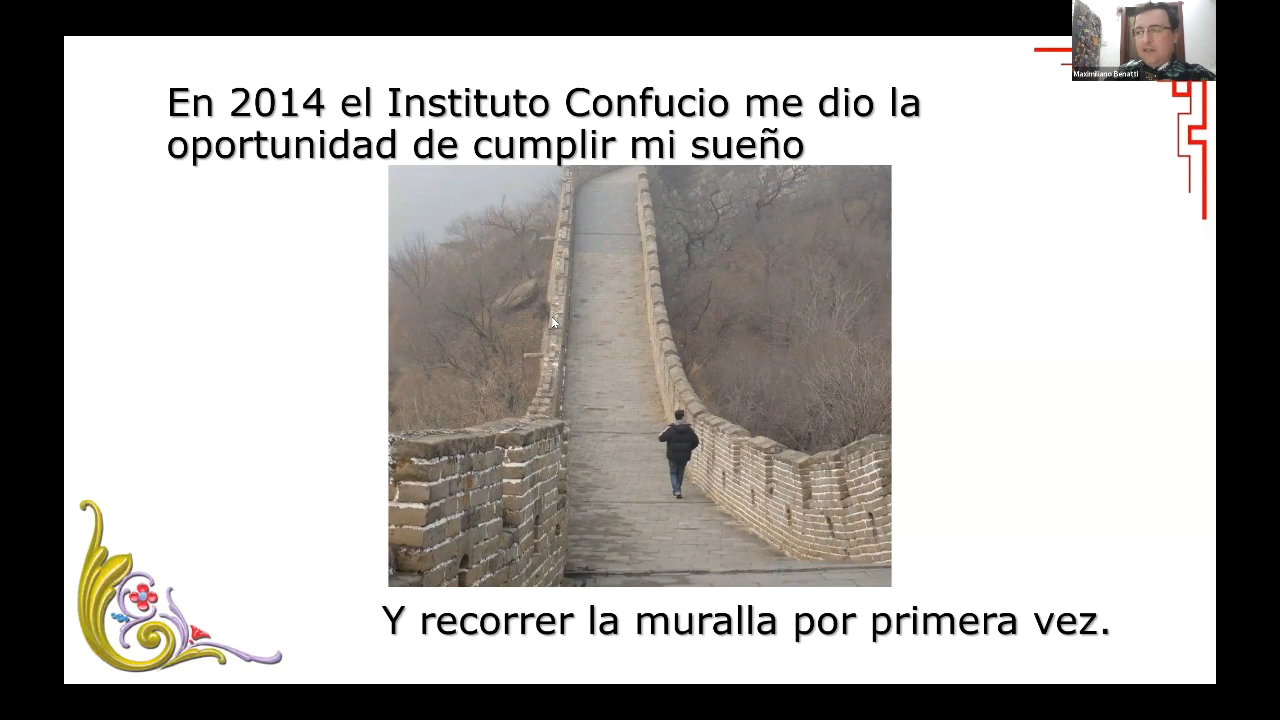 Maximiliano Benatti
En 2014 el Instituto Confucio me dio la
oportunidad de cumplir mi sueño
Y recorrer la muralla por primera vez.